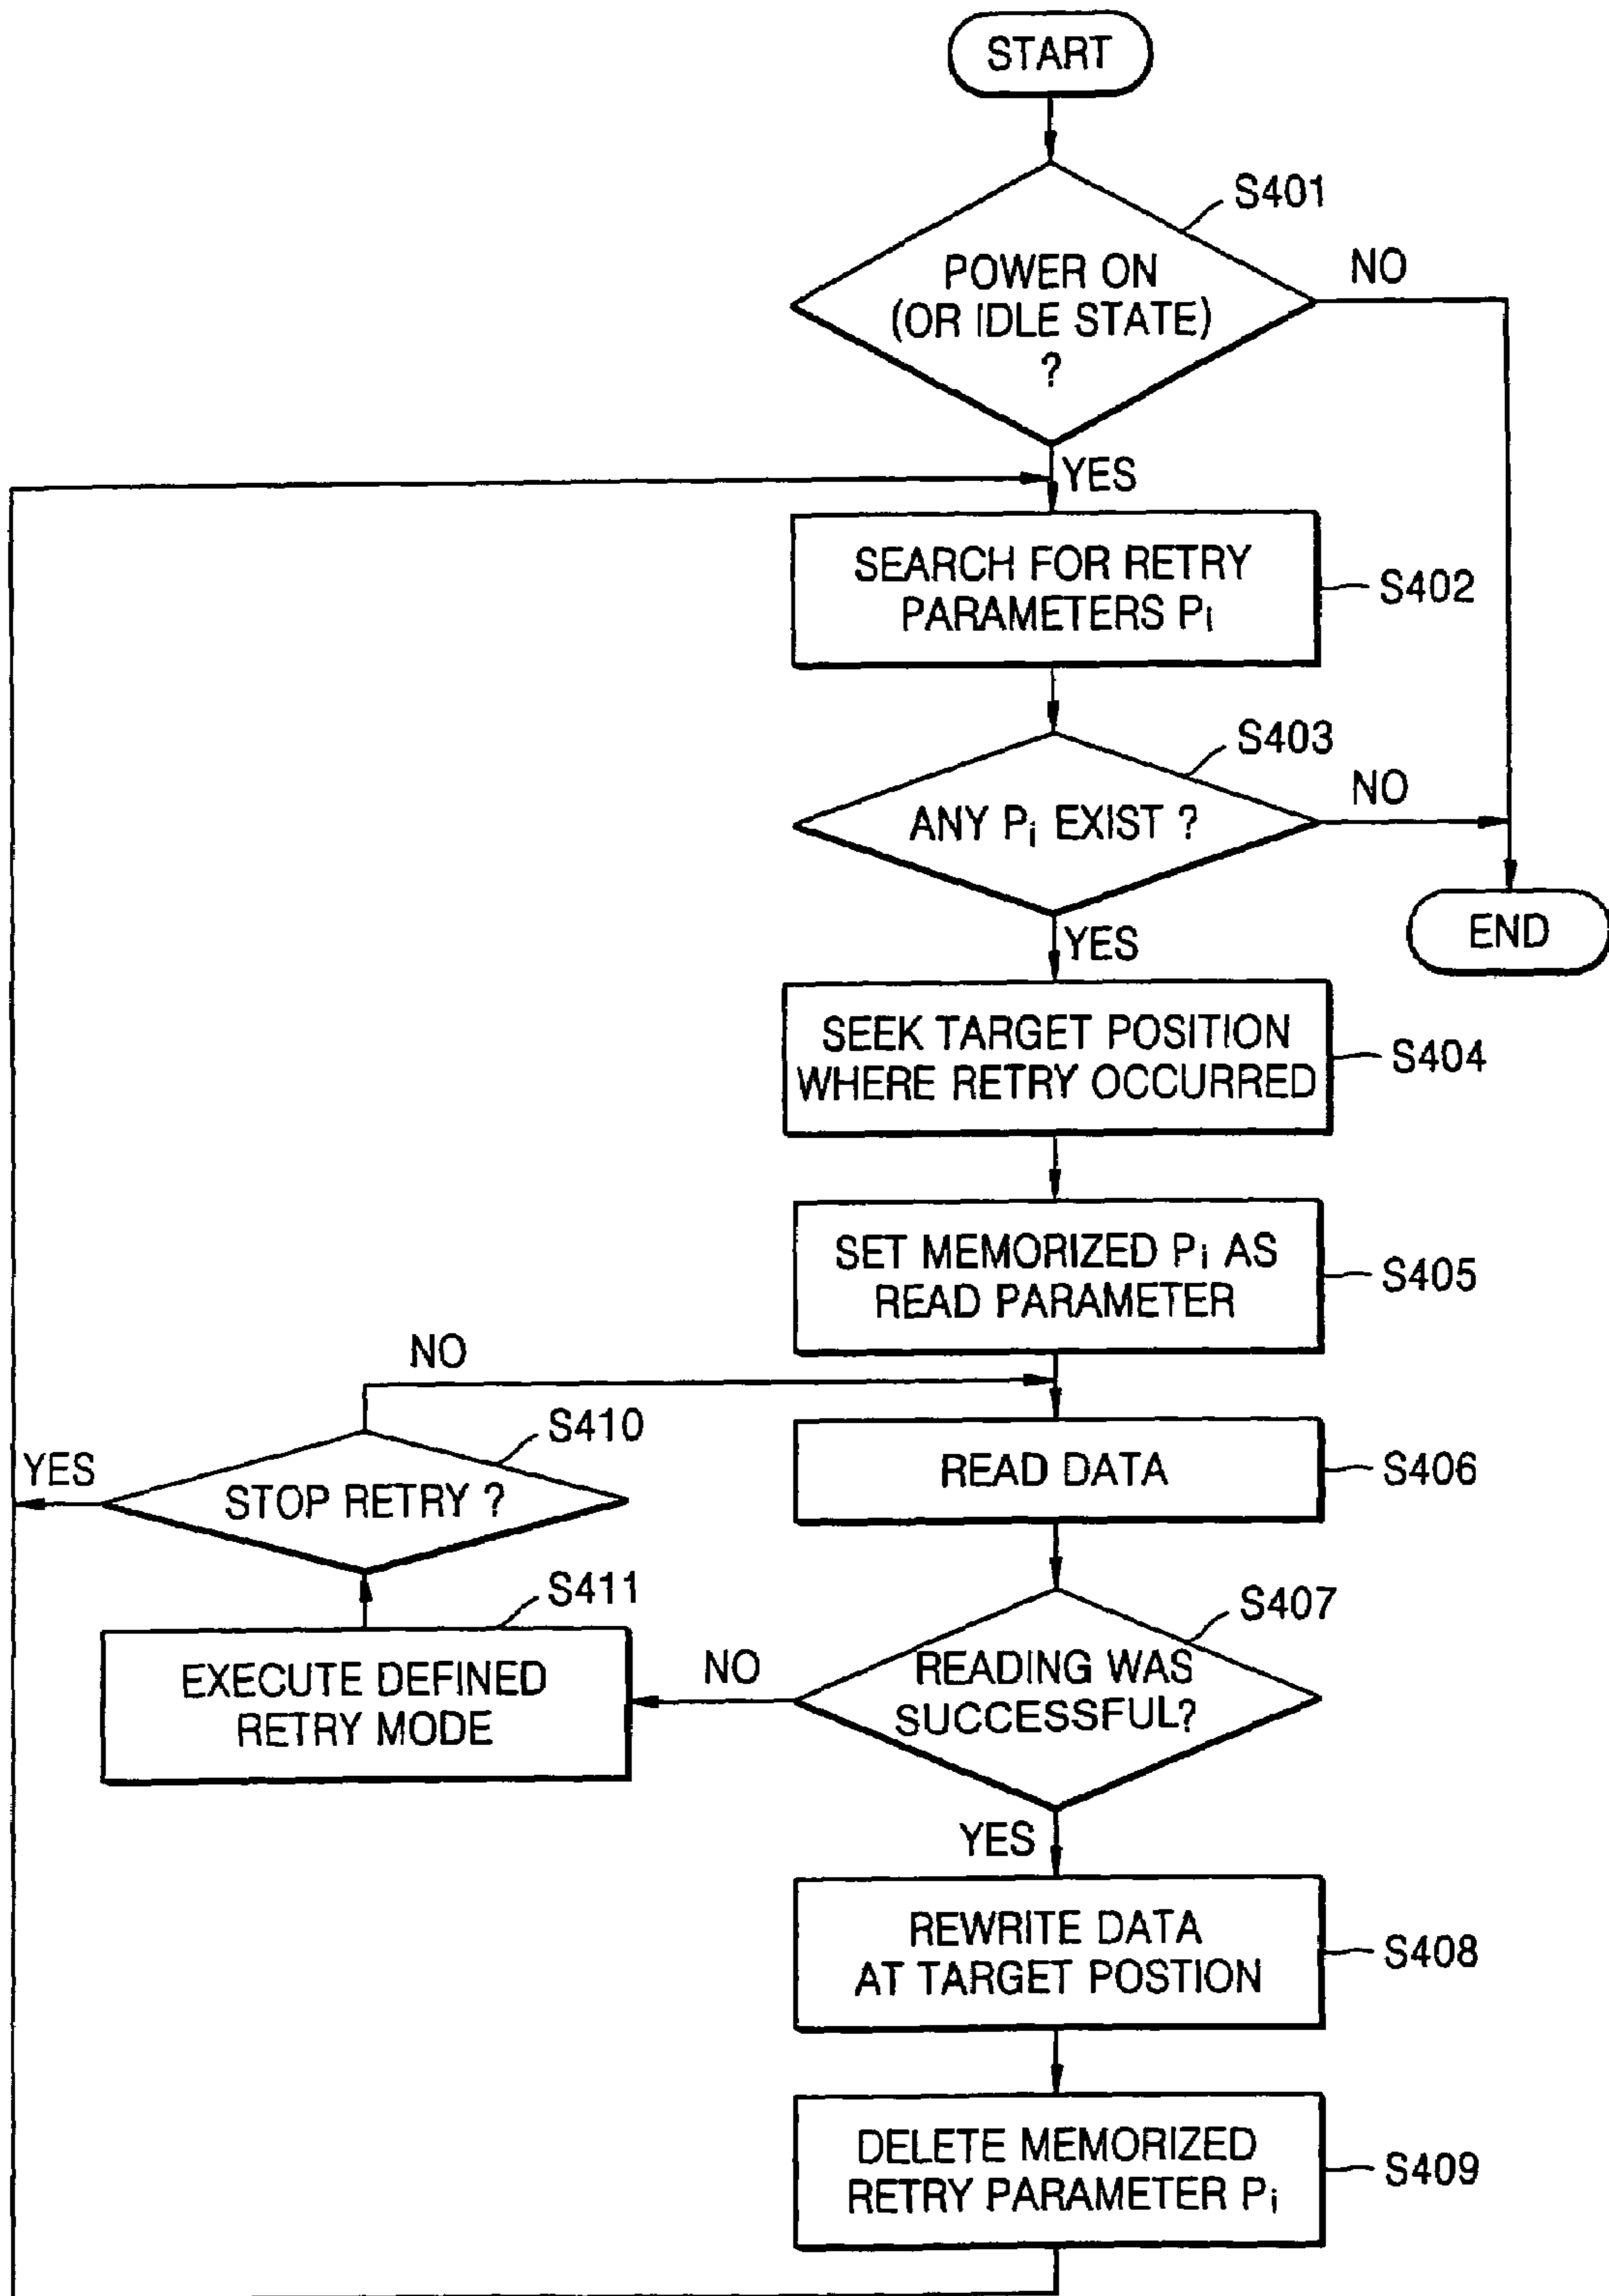 START
S401
POWER ON
(OR IDLE STATE)
?
NO
YES
SEARCH FOR RETRY
PARAMETERS Pi
S402
S403
ANY Pi EXIST ?
NO
YES
END
SEEK TARGET POSITION
WHERE RETRY OCCURRED
S404
SET MEMORIZED Pi AS
READ PARAMETER
S405
NO
S410
YES
STOP RETRY ?
READ DATA
S406
S411
EXECUTE DEFINED
RETRY MODE
NO
S407
READING WAS
SUCCESSFUL?
YES
REWRITE DATA
AT TARGET POSTION
S408
DELETE MEMORIZED
RETRY PARAMETER Pi
S409